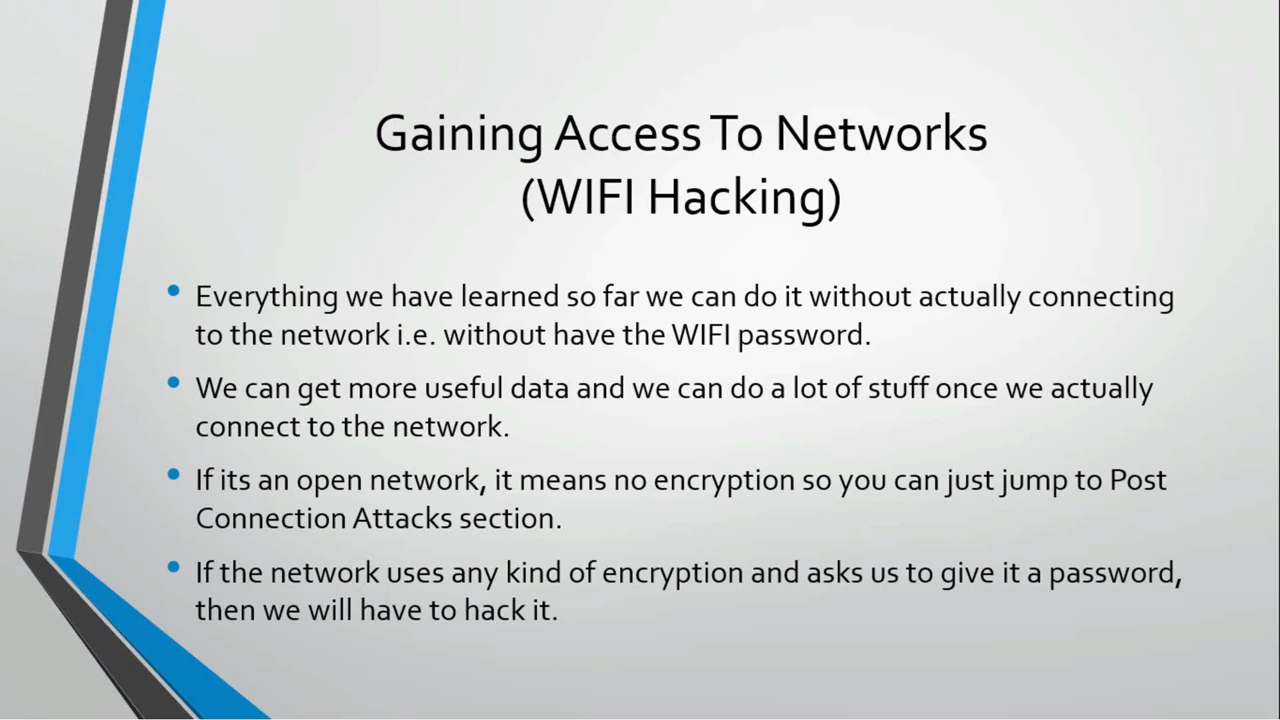 Gaining Access To Networks
(WIFI Hacking)
• Everything we have learned so far we can do it without actually connecting
to the network i.e. without have the WIFI password.
• We can get more useful data and we can do a lot of stuff once we actually
connect to the network.
• If its an open network, it means no encryption so you can just jump to Post
Connection Attacks section.
• If the network uses any kind of encryption and asks us to give it a password,
then we will have to hack it.